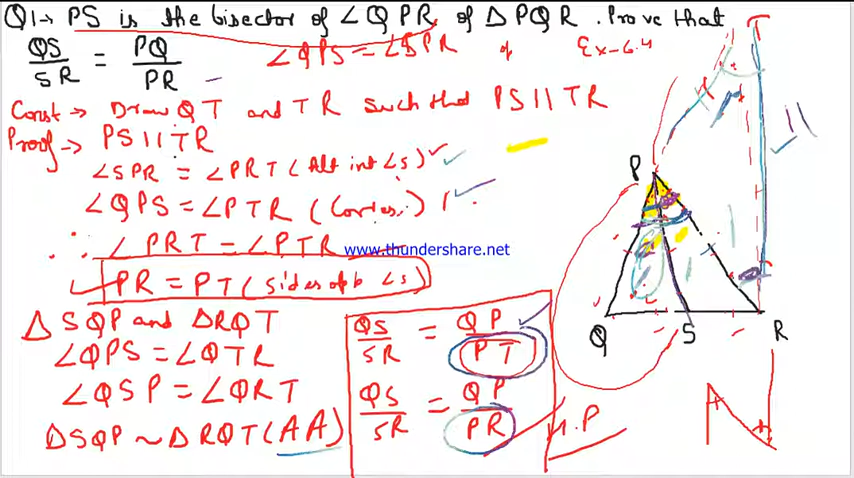 Q1→ PS is the bisector of ∠QPR of ΔPQR. Prove that
QS/SR = PQ/PR
∠QPS = ∠SPR
Ex-6.4
Const → Draw QT and TR such that PS || TR
Proof → PS || TR
∠SPR = ∠PRT (Alt int ∠s) ✓
∠QPS = ∠PTR
∴ ∠PRT = ∠PTR
www.thundershare.net
PR = PT (sides opp ∠s)
Δ SQP and ΔRQT
∠QPS = ∠QTR
∠QSP = ∠QRT
ΔSQP ~ ΔRQT (AA)
QS/SR = QP/PT
QS/SR = QP/PR
H.P
T
P
Q
S
R